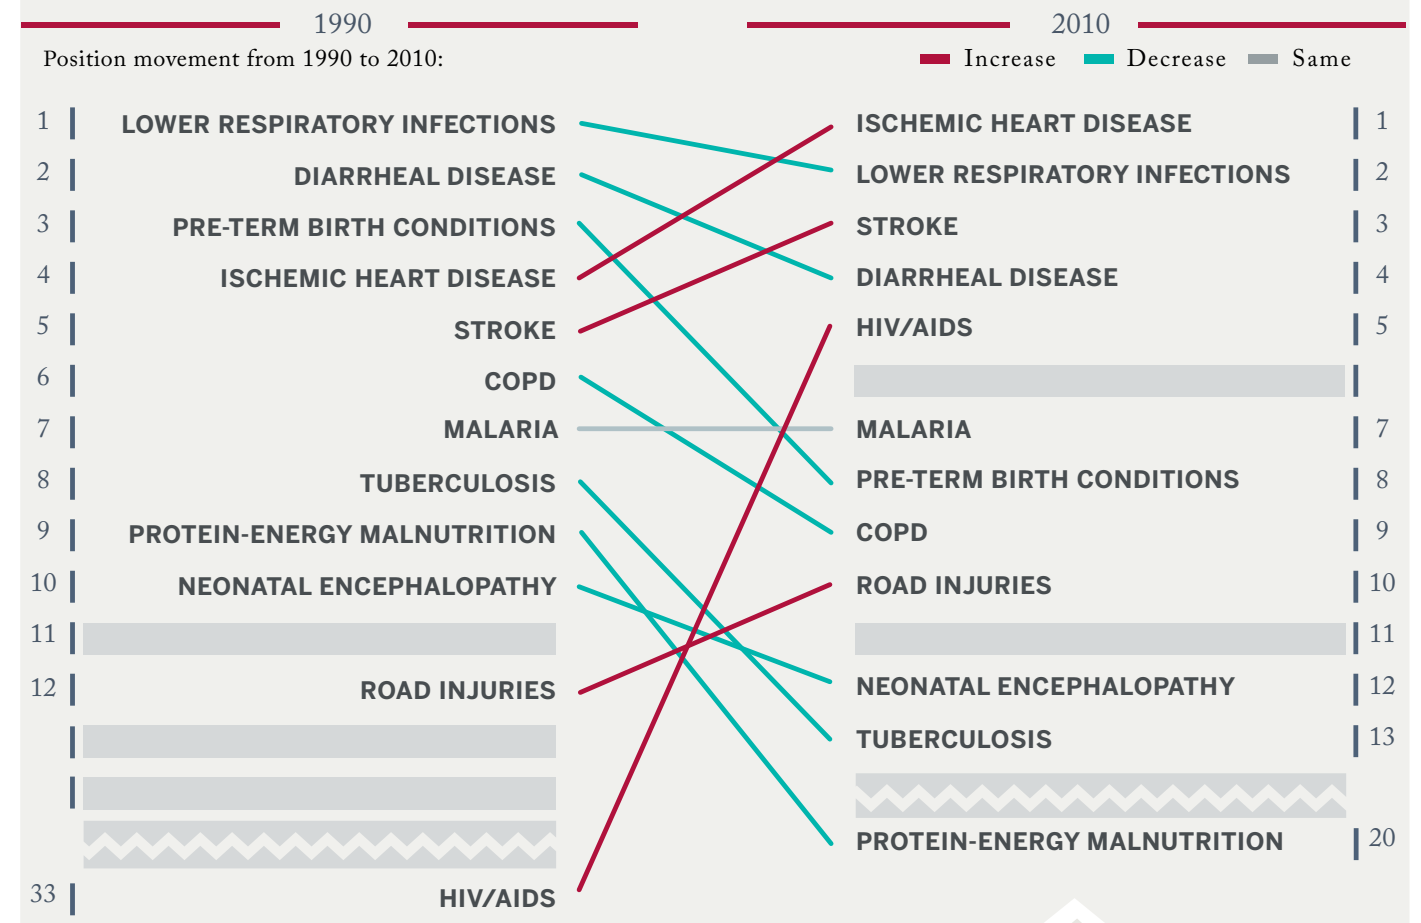 1990 2010
Position movement from 1990 to 2010: Increase Decrease Same
1 LOWER RESPIRATORY INFECTIONS ISCHEMIC HEART DISEASE 1
2 DIARRHEAL DISEASE LOWER RESPIRATORY INFECTIONS 2
3 PRE-TERM BIRTH CONDITIONS STROKE 3
4 ISCHEMIC HEART DISEASE DIARRHEAL DISEASE 4
5 STROKE HIV/AIDS 5
6 COPD
7 MALARIA MALARIA 7
8 TUBERCULOSIS PRE-TERM BIRTH CONDITIONS 8
9 PROTEIN-ENERGY MALNUTRITION COPD 9
10 NEONATAL ENCEPHALOPATHY ROAD INJURIES 10
11 11
12 ROAD INJURIES NEONATAL ENCEPHALOPATHY 12
TUBERCULOSIS 13
PROTEIN-ENERGY MALNUTRITION 20
33 HIV/AIDS